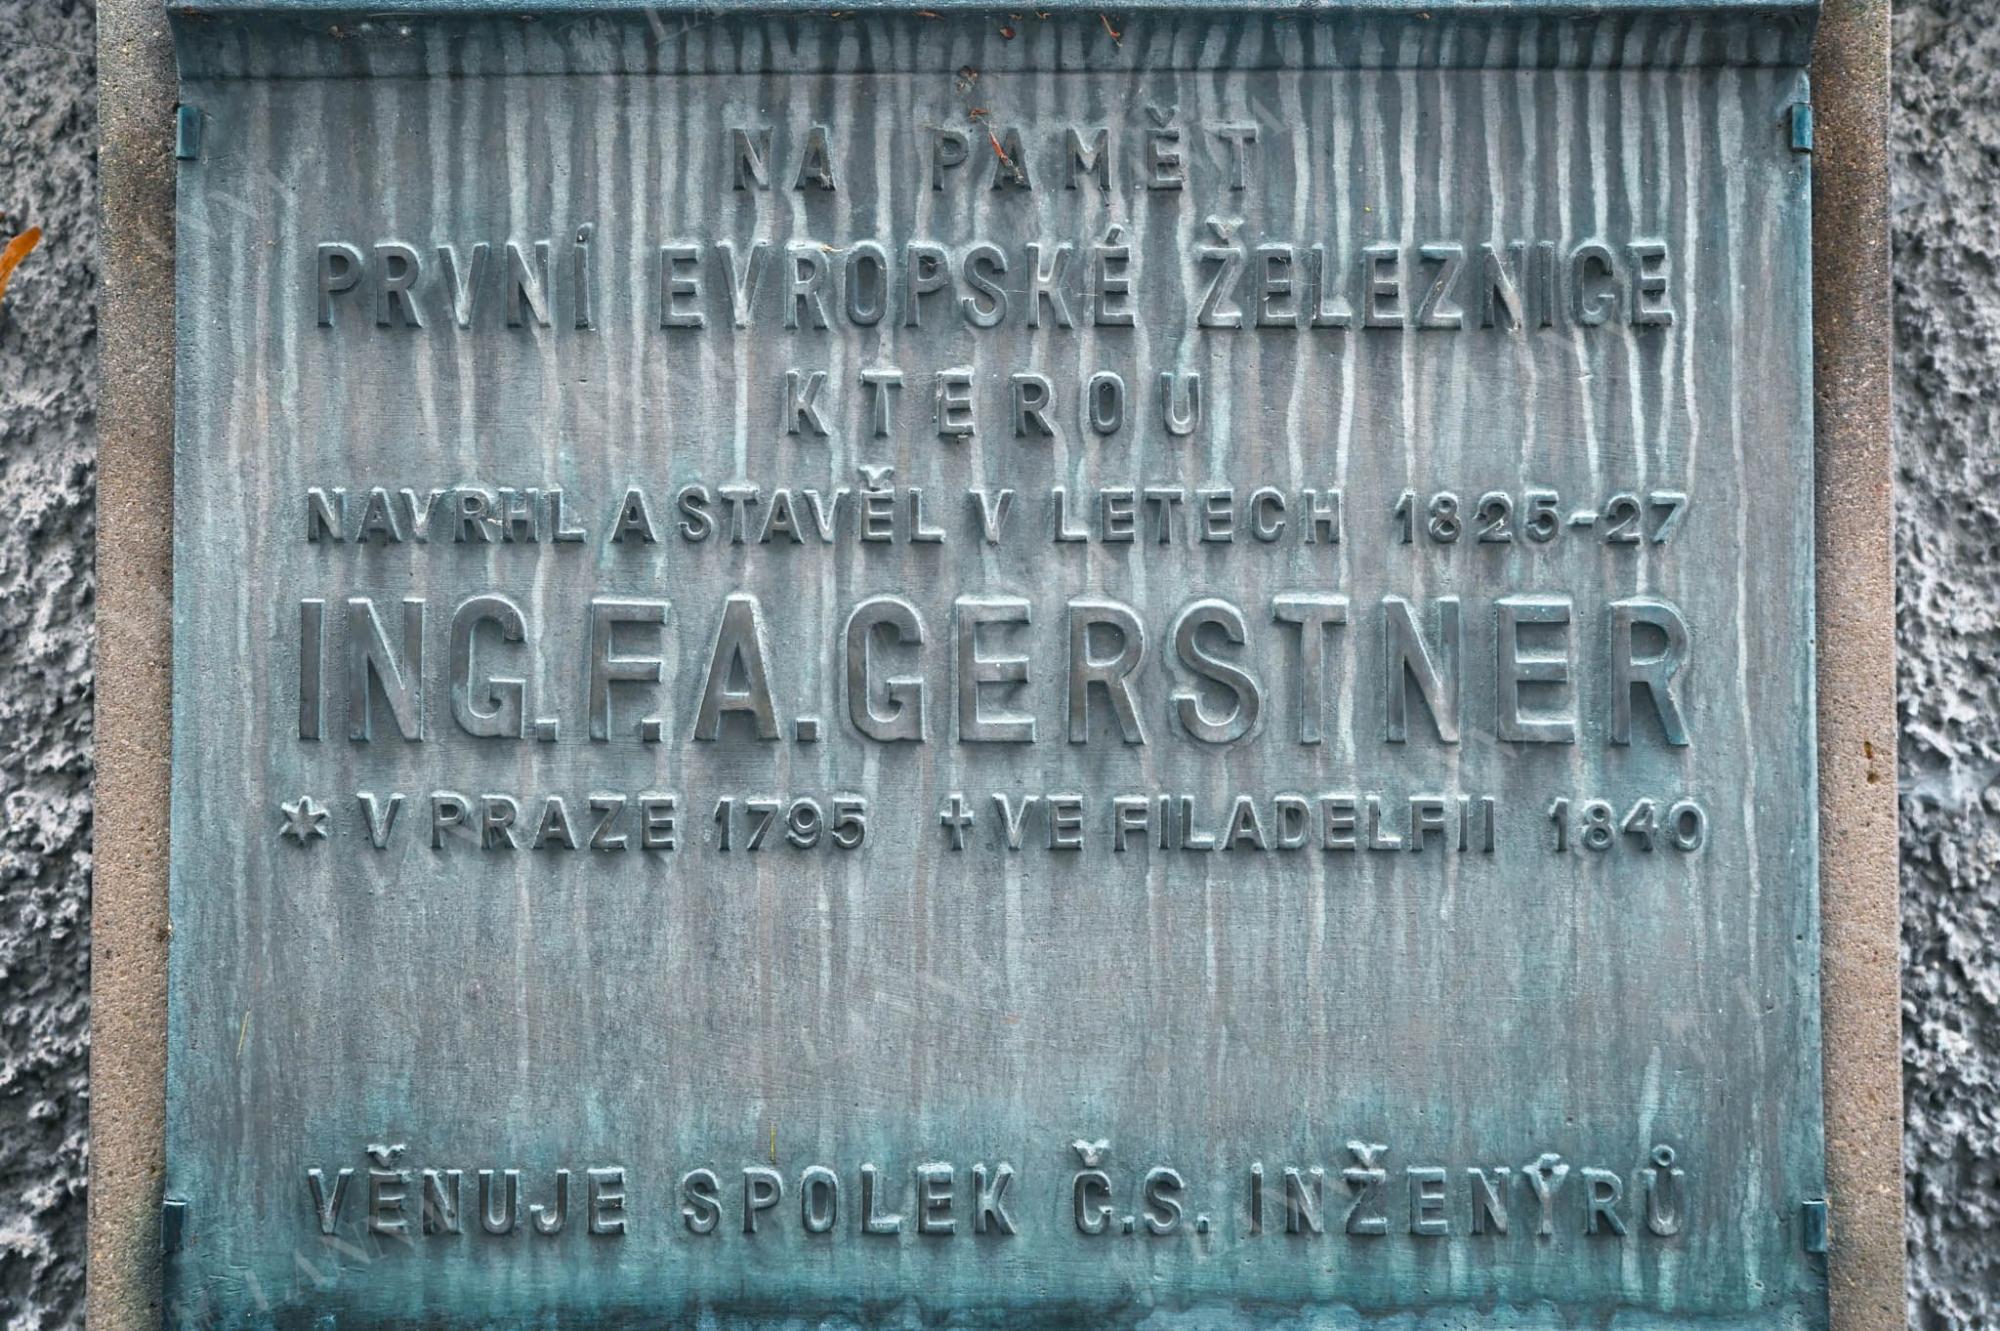 NA PAMĚT
PRVNÍ EVROPSKÉ ŽELEZNICE
KTEROU
NAVRHL A STAVĚL V LETECH 1825-27
ING. F. A. GERSTNER
* V PRAZE 1795 † VE FILADELFII 1840
VĚNUJE SPOLEK Č.S. INŽENÝRŮ